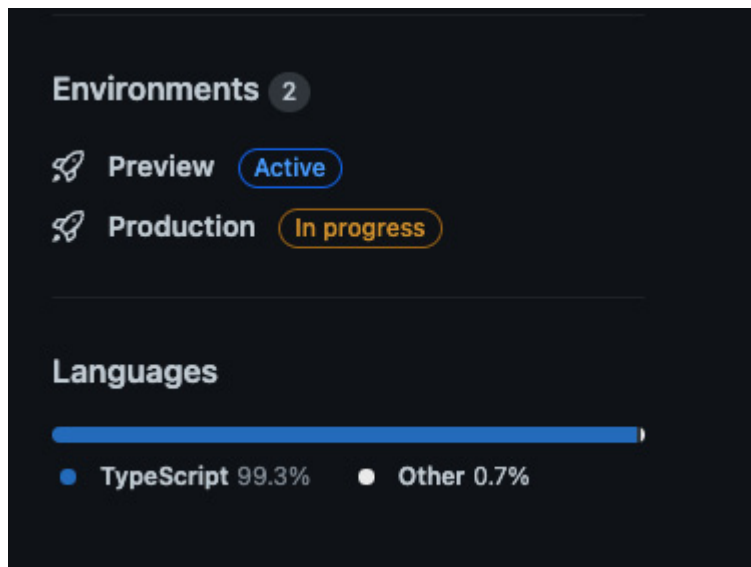 Environments 2
Preview Active
Production In progress
Languages
TypeScript 99.3% Other 0.7%